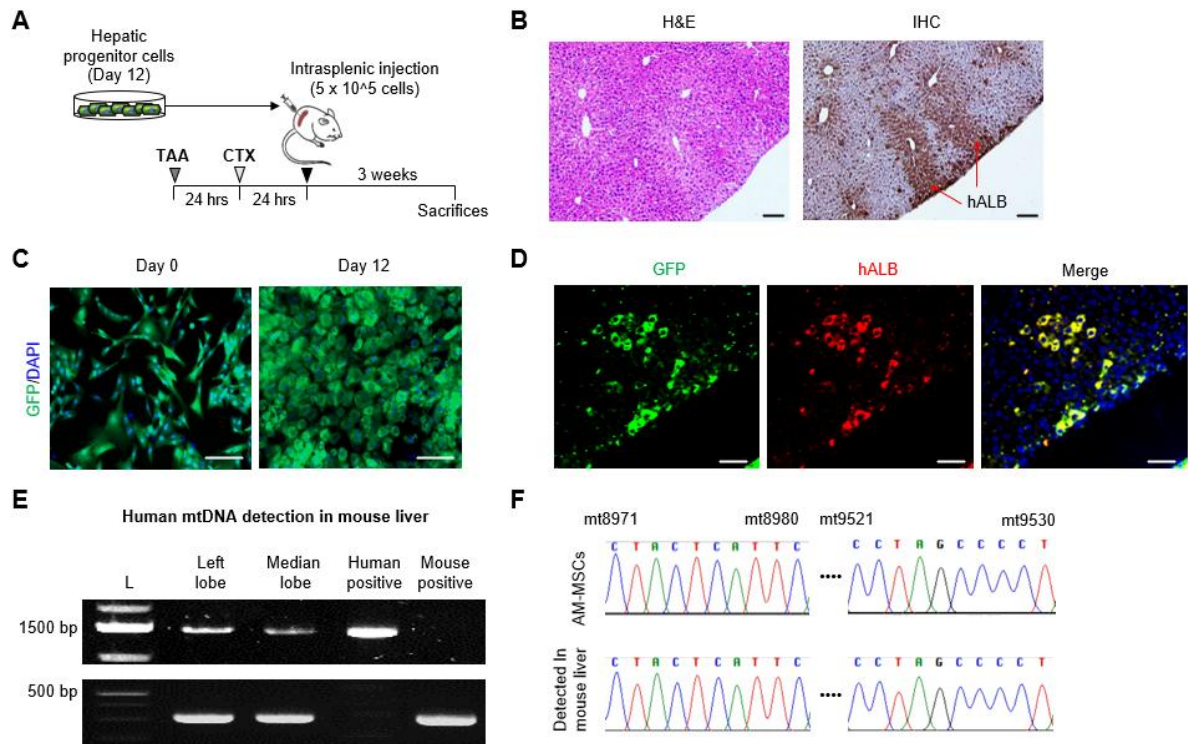 A
Hepatic
progenitor cells
(Day 12)
Intrasplenic injection
(5 x 10^5 cells)
TAA
CTX
3 weeks
24 hrs
24 hrs
Sacrifices
B
H&E
IHC
hALB
C
Day 0
Day 12
GFP/DAPI
D
GFP
hALB
Merge
E
Human mtDNA detection in mouse liver
L
Left
lobe
Median
lobe
Human
positive
Mouse
positive
1500 bp
500 bp
F
mt8971
mt8980
mt9521
mt9530
AM-MSCs
C T A C T C A T T C
••••
C C T A G C C C C T
Detected In
mouse liver
C T A C T C A T T C
••••
C C T A G C C C C T